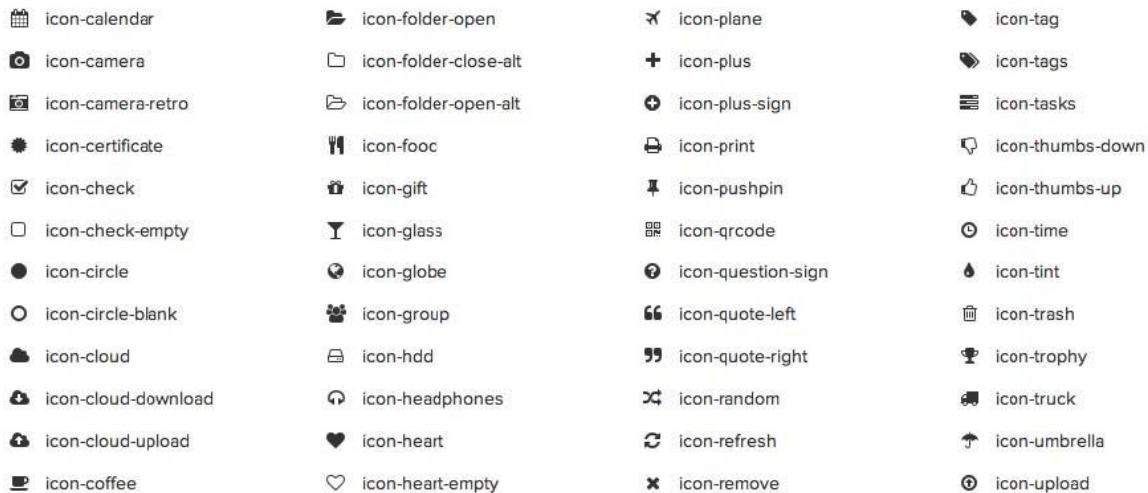 icon-calendar
icon-camera
icon-camera-retro
icon-certificate
icon-check
icon-check-empty
icon-circle
icon-circle-blank
icon-cloud
icon-cloud-download
icon-cloud-upload
icon-coffee
icon-folder-open
icon-folder-close-alt
icon-folder-open-alt
icon-fooc
icon-gift
icon-glass
icon-globe
icon-group
icon-hdd
icon-headphones
icon-heart
icon-heart-empty
icon-plane
icon-plus
icon-plus-sign
icon-print
icon-pushpin
icon-qrcode
icon-question-sign
icon-quote-left
icon-quote-right
icon-random
icon-refresh
icon-remove
icon-tag
icon-tags
icon-tasks
icon-thumbs-down
icon-thumbs-up
icon-time
icon-tint
icon-trash
icon-trophy
icon-truck
icon-umbrella
icon-upload